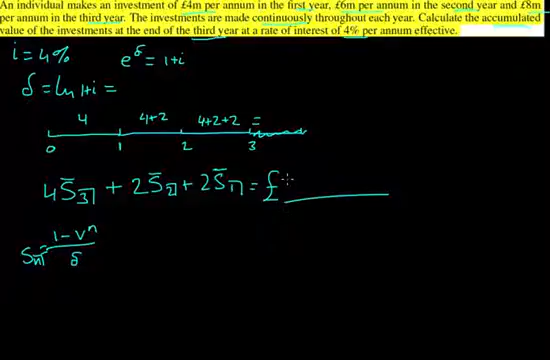 An individual makes an investment of £4m per annum in the first year, £6m per annum in the second year and £8m
per annum in the third year. The investments are made continuously throughout each year. Calculate the accumulated
value of the investments at the end of the third year at a rate of interest of 4% per annum effective.
i = 4% e^δ = 1+i
δ = ln 1+i =
4 4+2 4+2+2 =
0 1 2 3
4 S̄3̅| + 2 S̄2̅| + 2 S̄1̅| = £
1 - vⁿ
Sn̅| =
δ